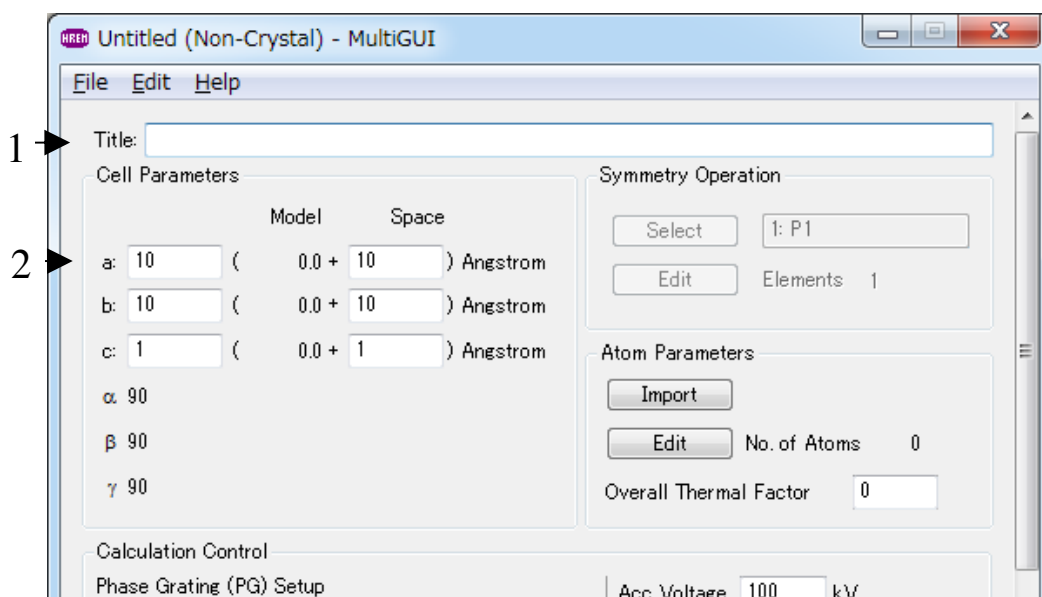 HREM Untitled (Non-Crystal) - MultiGUI
File Edit Help
1
Title:
Cell Parameters
Model Space
2
a: 10 ( 0.0 + 10 ) Angstrom
b: 10 ( 0.0 + 10 ) Angstrom
c: 1 ( 0.0 + 1 ) Angstrom
α 90
β 90
γ 90
Symmetry Operation
Select 1: P1
Edit Elements 1
Atom Parameters
Import
Edit No. of Atoms 0
Overall Thermal Factor 0
Calculation Control
Phase Grating (PG) Setup
Acc. Voltage 100 kV